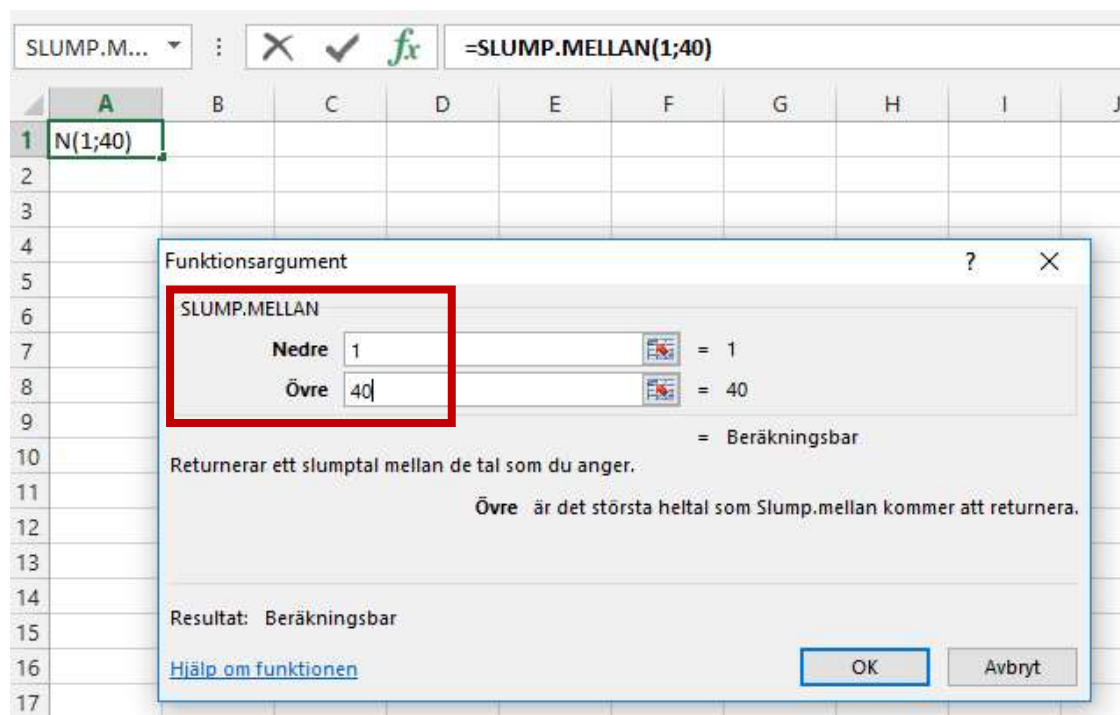 SLUMP.M... fx =SLUMP.MELLAN(1;40)
A B C D E F G H I J
1 N(1;40)
2
3
4
5
6
7
8
9
10
11
12
13
14
15
16
17
Funktionsargument ? ×
SLUMP.MELLAN
Nedre 1 = 1
Övre 40 = 40
= Beräkningsbar
Returnerar ett slumptal mellan de tal som du anger.
Övre är det största heltal som Slump.mellan kommer att returnera.
Resultat: Beräkningsbar
Hjälp om funktionen OK Avbryt